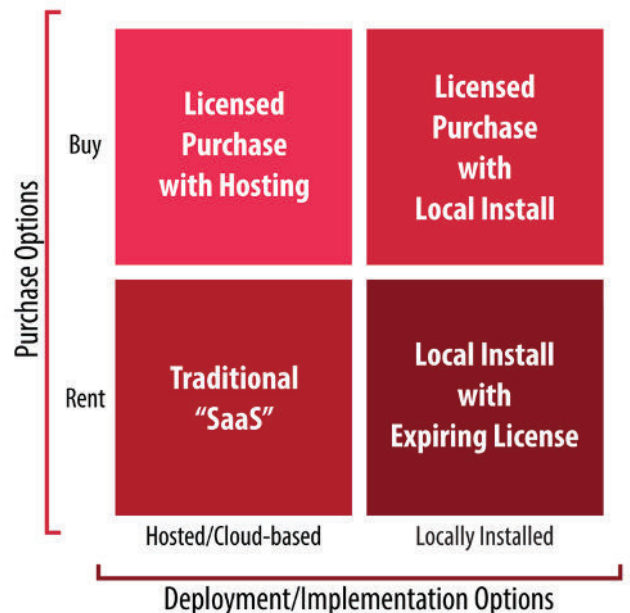 Purchase Options
Buy
Licensed
Purchase
with Hosting
Licensed
Purchase
with
Local Install
Rent
Traditional
“SaaS”
Local Install
with
Expiring License
Hosted/Cloud-based
Locally Installed
Deployment/Implementation Options